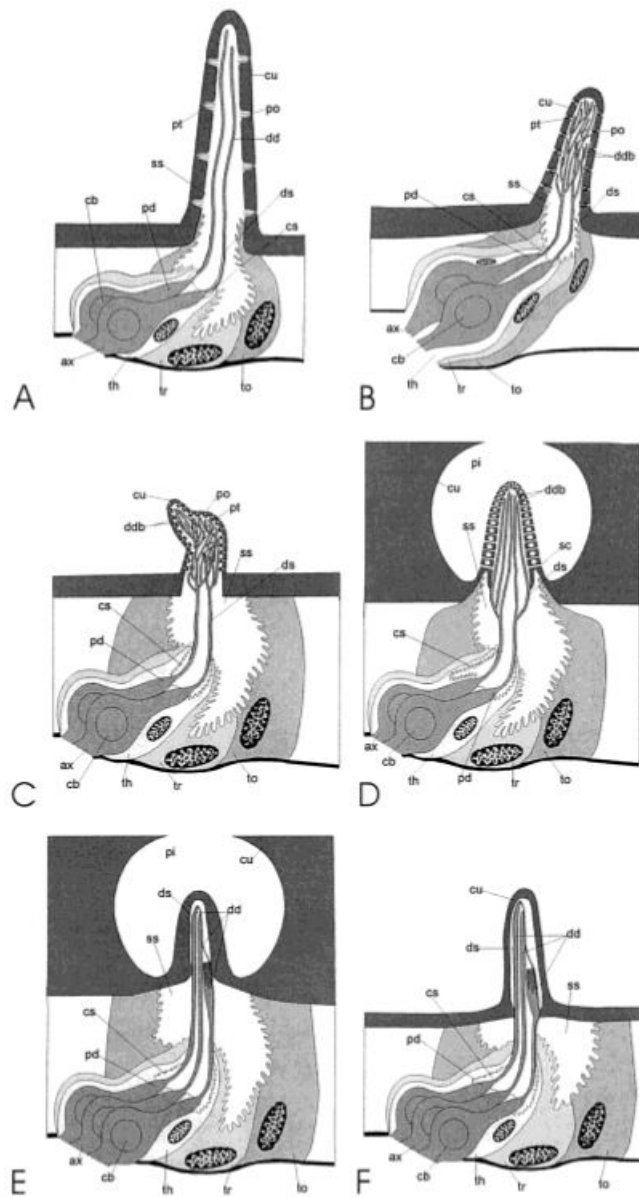 cu
pt
po
dd
ss
cb
pd
ds
cs
ax
th
tr
to
A
cu
pt
po
ddb
pd
cs
ss
ds
ax
cb
th
tr
to
B
cu
po
pt
ddb
ss
ds
cs
pd
ax
cb
th
tr
to
C
pi
cu
ddb
ss
sc
ds
cs
ax
cb
th
pd
tr
to
D
pi
cu
ds
dd
ss
cs
pd
ax
cb
th
tr
to
E
cu
ds
dd
cs
ss
pd
ax
cb
th
tr
to
F